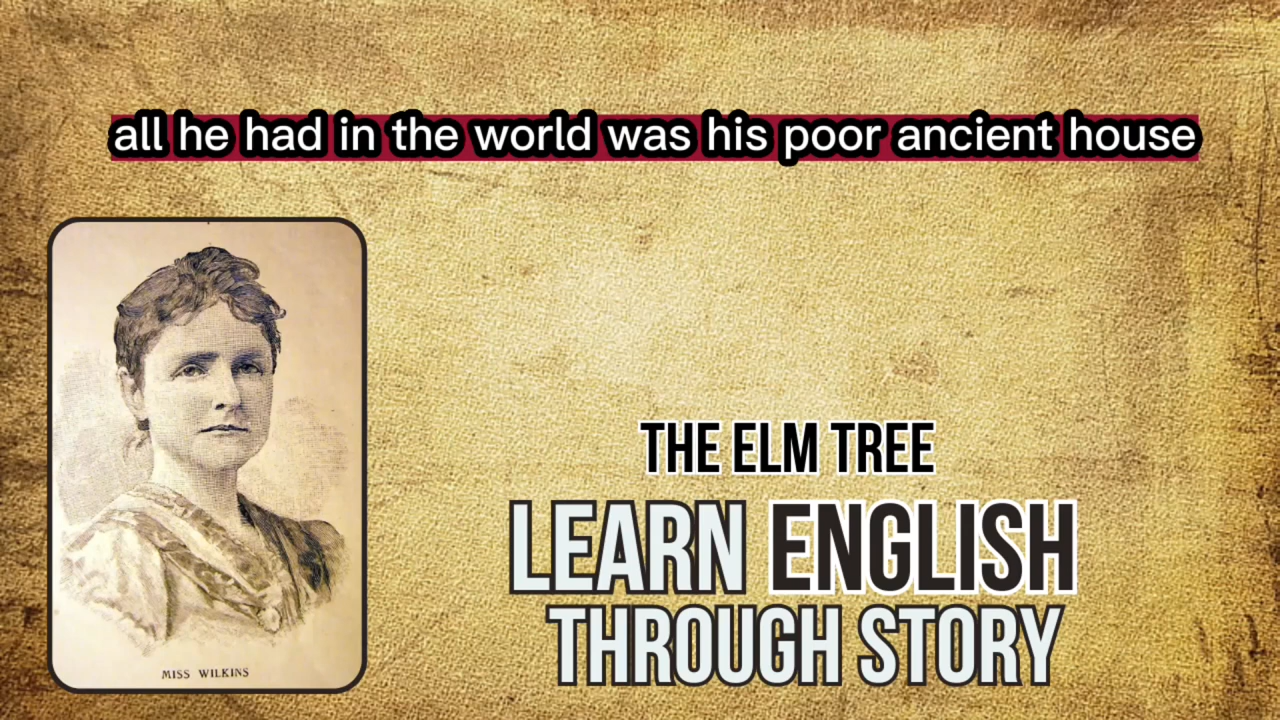 all he had in the world was his poor ancient house
THE ELM TREE
LEARN ENGLISH
THROUGH STORY
MISS WILKINS